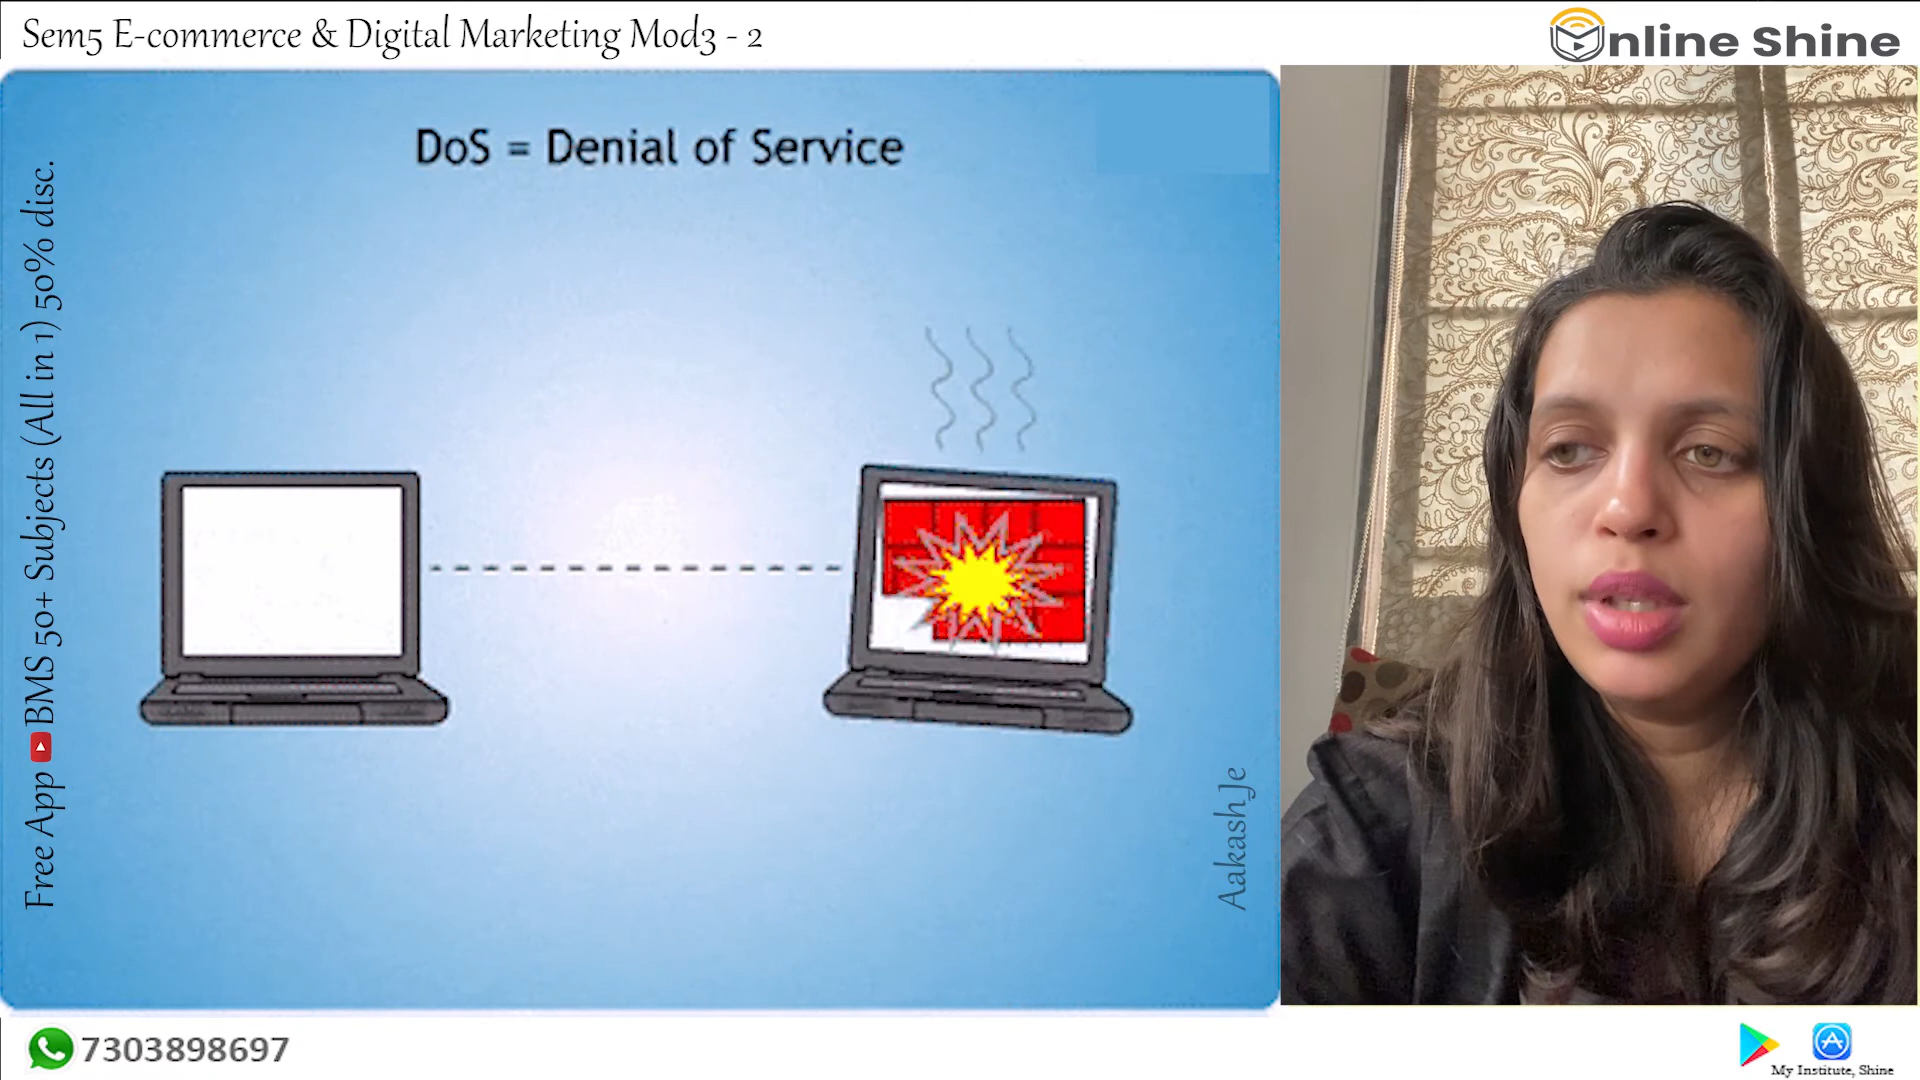 Sem5 E-commerce & Digital Marketing Mod3 - 2
Online Shine
DoS = Denial of Service
Free App BMS 50+ Subjects (All in 1) 50% disc.
AakashJe
7303898697
My Institute, Shine